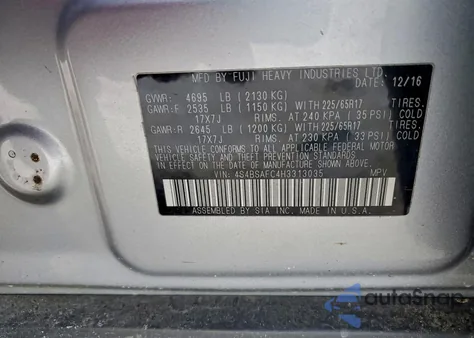 MFD BY FUJI HEAVY INDUSTRIES LTD.
DATE: 12/16
GVWR: 4695 LB (2130 KG)
GAWR:F 2535 LB (1150 KG) WITH 225/65R17 TIRES.
17X7J RIMS. AT 240 KPA (35 PSI) COLD
GAWR:R 2645 LB (1200 KG) WITH 225/65R17 TIRES.
17X7J RIMS. AT 230 KPA (33 PSI) COLD
THIS VEHICLE CONFORMS TO ALL APPLICABLE FEDERAL MOTOR
VEHICLE SAFETY AND THEFT PREVENTION STANDARDS
IN EFFECT ON THE DATE OF MANUFACTURE SHOWN ABOVE.
VIN: 4S4BSAFC4H3313035 MPV
ASSEMBLED BY SIA INC. IN U.S.A.
autoSnap